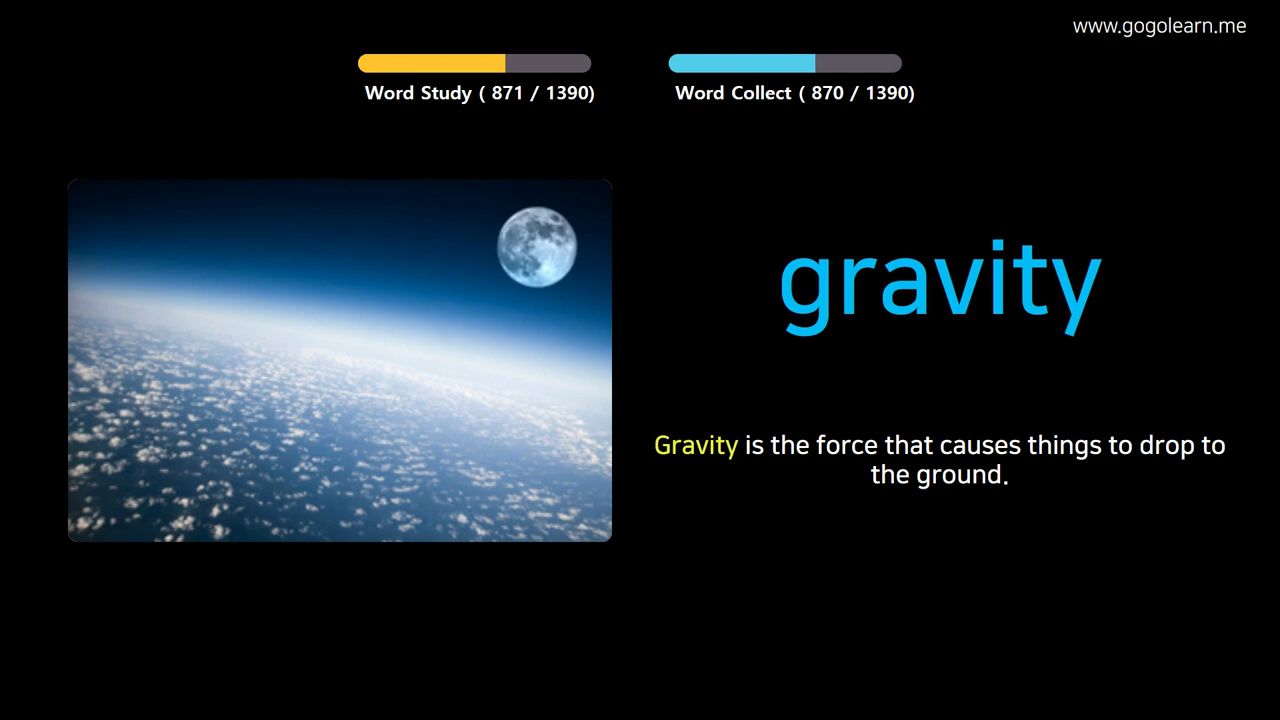 www.gogolearn.me
Word Study ( 871 / 1390)
Word Collect ( 870 / 1390)
gravity
Gravity is the force that causes things to drop to
the ground.